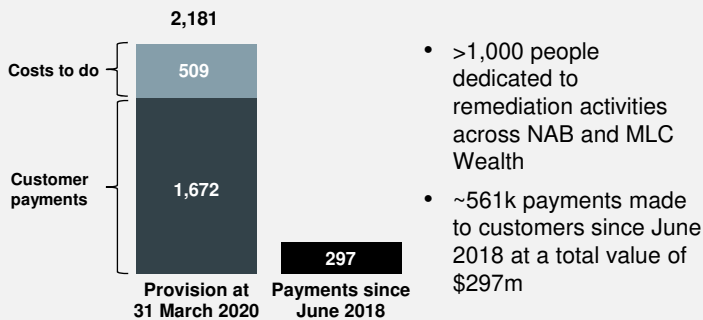 2,181
Costs to do
509
Customer
payments
1,672
297
Provision at
31 March 2020
Payments since
June 2018
• >1,000 people
dedicated to
remediation activities
across NAB and MLC
Wealth
• ~561k payments made
to customers since June
2018 at a total value of
$297m